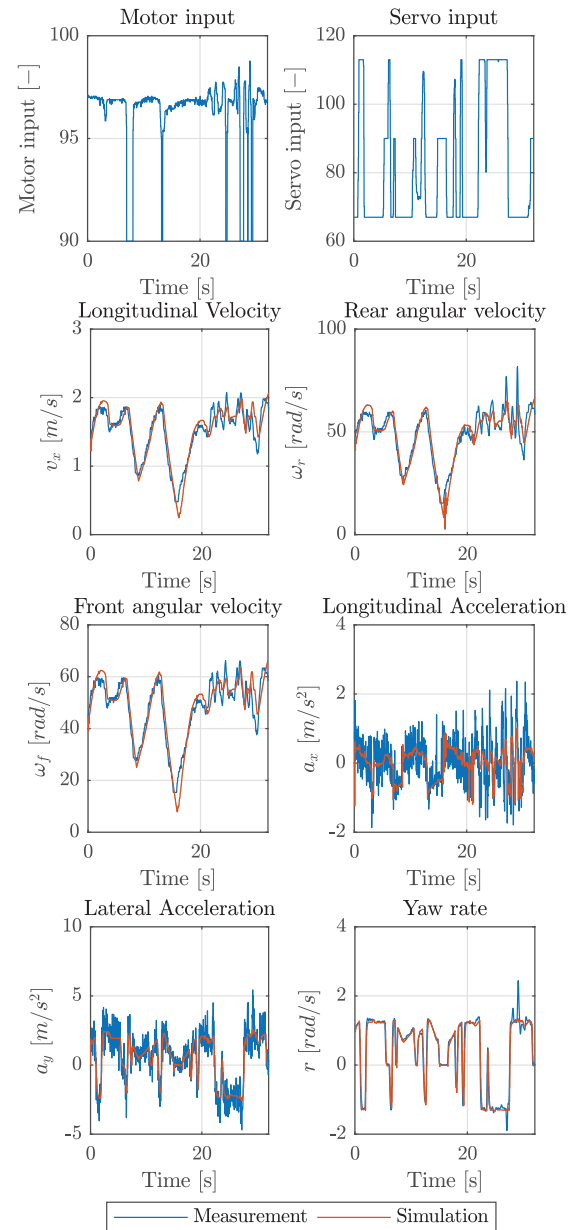 Motor input
Servo input
100
95
90
Motor input [−]
0
20
Time [s]
120
100
80
60
Servo input [−]
0
20
Time [s]
Longitudinal Velocity
Rear angular velocity
3
2
1
0
v_x [m/s]
0
20
Time [s]
100
50
0
ω_r [rad/s]
0
20
Time [s]
Front angular velocity
Longitudinal Acceleration
80
60
40
20
0
ω_f [rad/s]
0
20
Time [s]
4
2
0
-2
a_x [m/s²]
0
20
Time [s]
Lateral Acceleration
Yaw rate
10
5
0
-5
a_y [m/s²]
0
20
Time [s]
4
2
0
-2
r [rad/s]
0
20
Time [s]
Measurement
Simulation